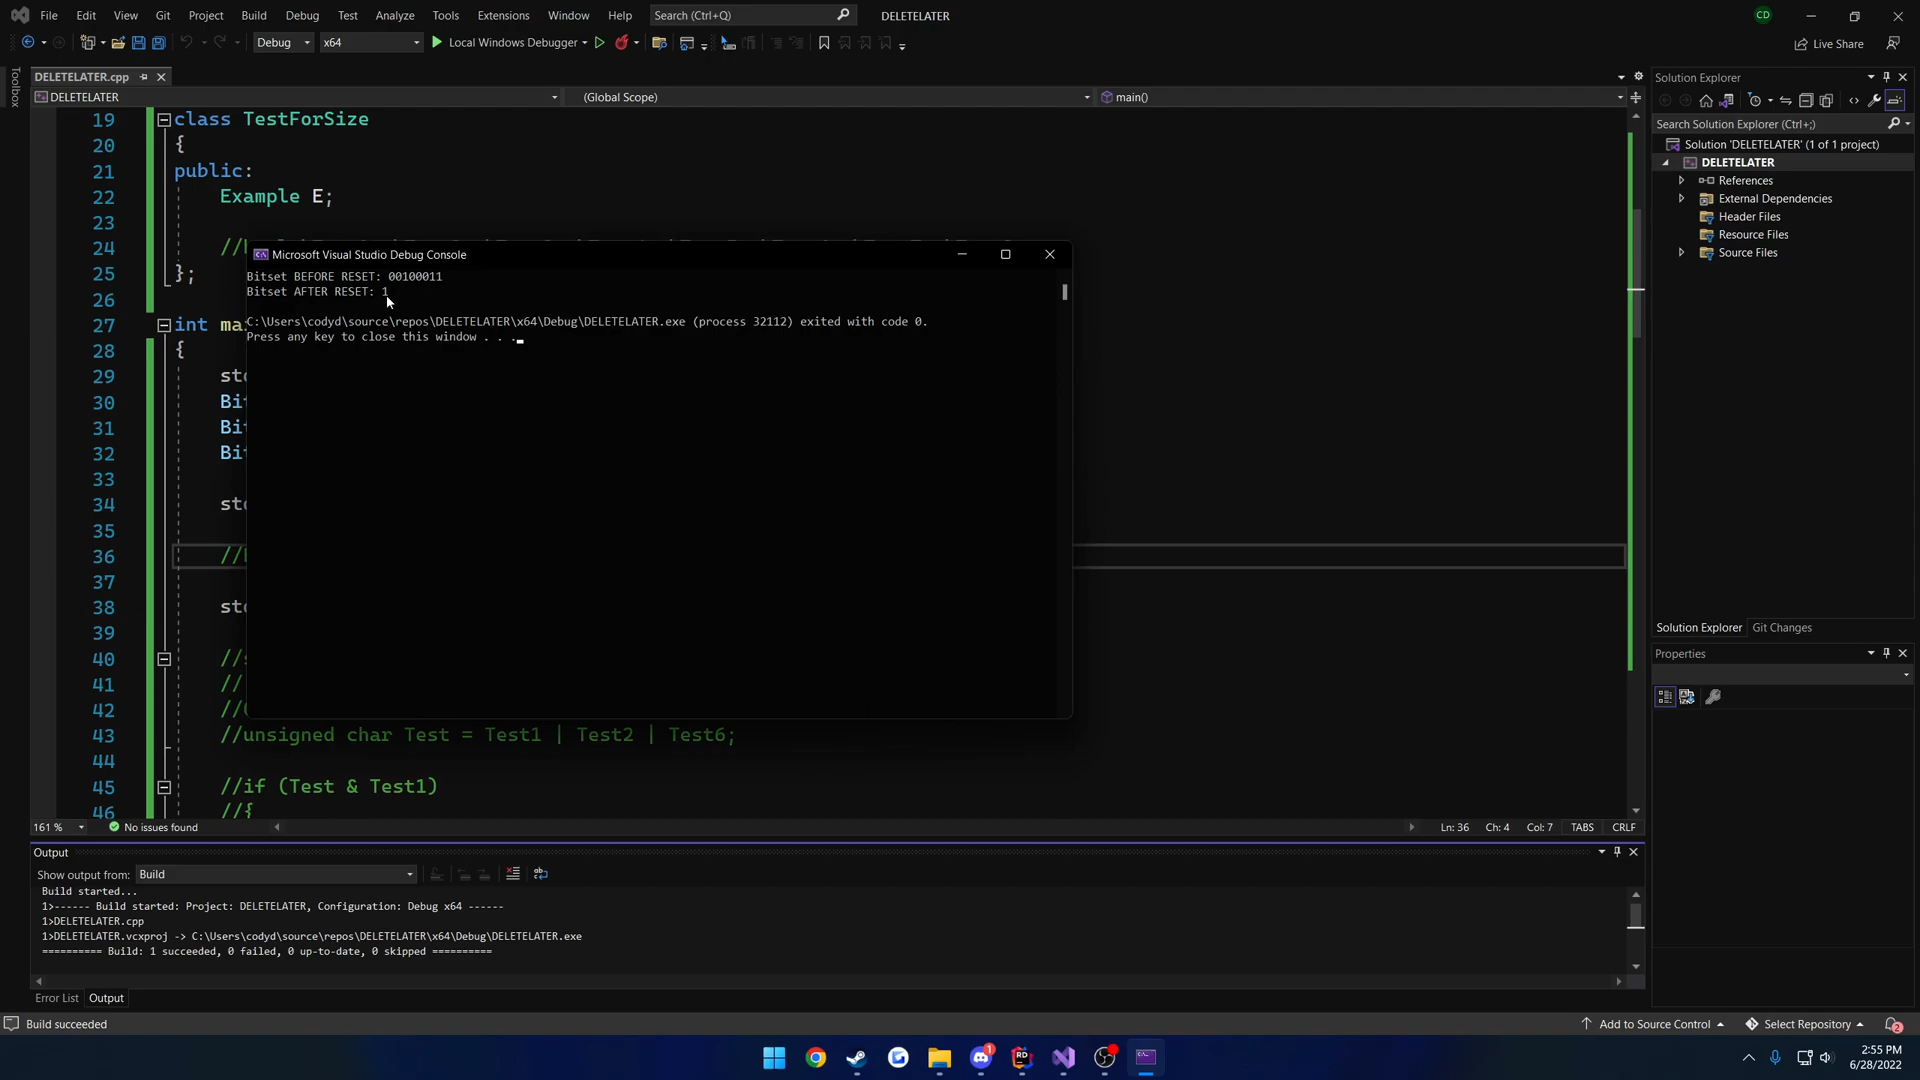 File Edit View Git Project Build Debug Test Analyze Tools Extensions Window Help Search (Ctrl+Q) DELETELATER CD
Debug x64 Local Windows Debugger Live Share
DELETELATER.cpp
DELETELATER (Global Scope) main()
19 class TestForSize
20 {
21 public:
22 Example E;
23
24 //
25 };
26
27 int ma
28 {
29
30 Bi
31 Bi
32 Bi
33
34
35
36 //
37
38
39
40 //
41 //
42 //
43 //unsigned char Test = Test1 | Test2 | Test6;
44
45 //if (Test & Test1)
46 //{
Microsoft Visual Studio Debug Console
Bitset BEFORE RESET: 00100011
Bitset AFTER RESET: 1
C:\Users\codyd\source\repos\DELETELATER\x64\Debug\DELETELATER.exe (process 32112) exited with code 0.
Press any key to close this window . . .
161 % No issues found Ln: 36 Ch: 4 Col: 7 TABS CRLF
Output
Show output from: Build
Build started...
1>------ Build started: Project: DELETELATER, Configuration: Debug x64 ------
1>DELETELATER.cpp
1>DELETELATER.vcxproj -> C:\Users\codyd\source\repos\DELETELATER\x64\Debug\DELETELATER.exe
========== Build: 1 succeeded, 0 failed, 0 up-to-date, 0 skipped ==========
Error List Output
Build succeeded
Toolbox
Solution Explorer
Search Solution Explorer (Ctrl+;)
Solution 'DELETELATER' (1 of 1 project)
DELETELATER
References
External Dependencies
Header Files
Resource Files
Source Files
Solution Explorer Git Changes
Properties
Add to Source Control Select Repository 2
1 RD
2:55 PM
6/28/2022